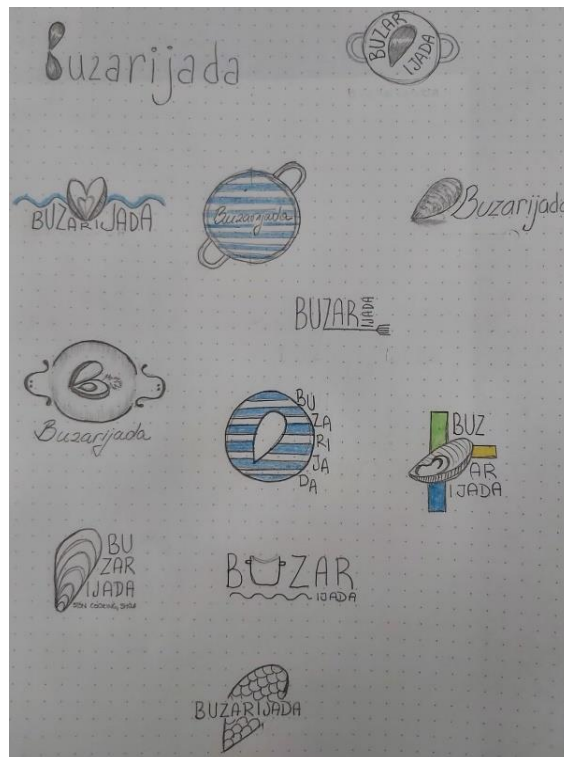 Buzarijada
BUZAR
IJADA
BUZARIJADA
Buzarijada
Buzarijada
BUZAR
IJADA
Buzarijada
BU
ZA
RI
JA
DA
BUZ
AR
IJADA
BU
ZAR
IJADA
BUZAR
IJADA
BUZARIJADA